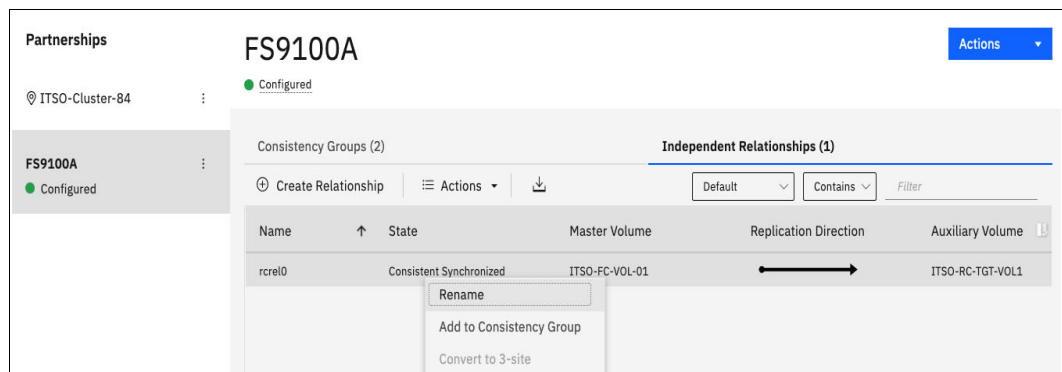 Partnerships
ITSO-Cluster-84
FS9100A
Configured
FS9100A
Configured
Actions
Consistency Groups (2)
Independent Relationships (1)
Create Relationship
Actions
Default
Contains
Filter
Name State Master Volume Replication Direction Auxiliary Volume
rcrel0 Consistent Synchronized ITSO-FC-VOL-01 ITSO-RC-TGT-VOL1
Rename
Add to Consistency Group
Convert to 3-site